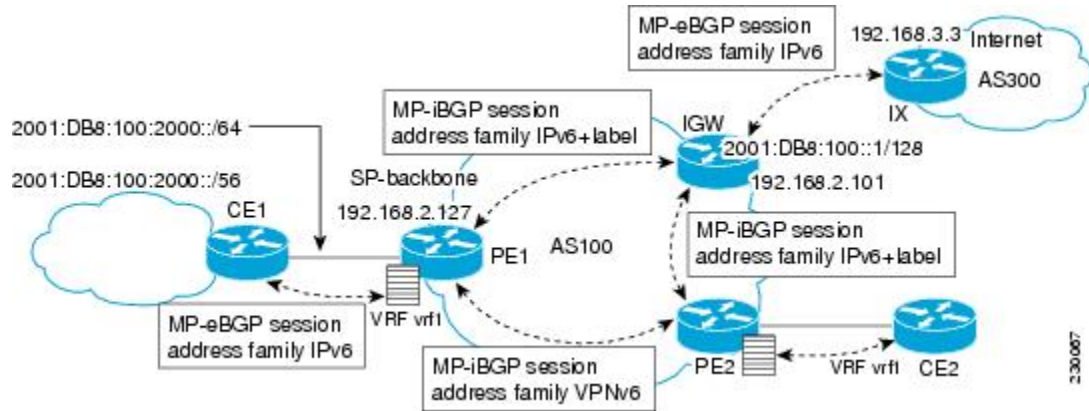 MP-eBGP session
address family IPv6
192.168.3.3
Internet
AS300
IX
MP-iBGP session
address family IPv6+label
IGW
2001:DB8:100:2000::/64
2001:DB8:100::1/128
2001:DB8:100:2000::/56
SP-backbone
192.168.2.101
CE1
192.168.2.127
PE1
AS100
MP-iBGP session
address family IPv6+label
MP-eBGP session
address family IPv6
VRF vrf1
MP-iBGP session
address family VPNv6
PE2
VRF vrf1
CE2
230067